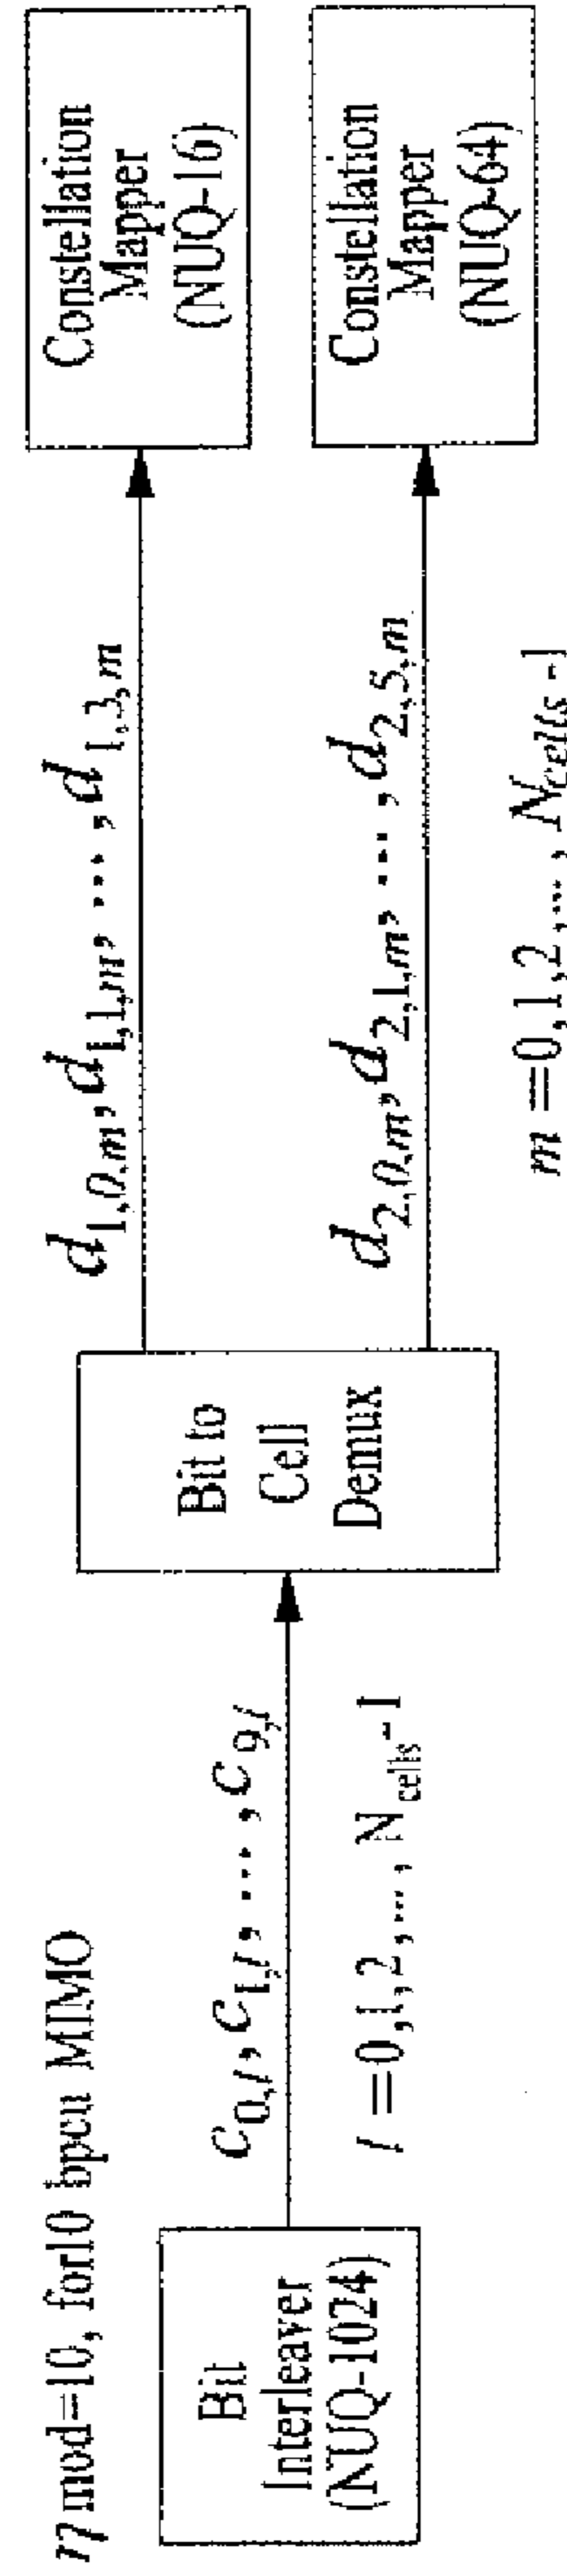 η mod=10, for10 bpcu MIMO
Bit
Interleaver
(NUQ-1024)
c0,l, c1,l, ..., c9,l
l =0,1,2,..., Ncells-1
Bit to
Cell
Demux
d1,0,m, d1,1,m, ..., d1,3,m
d2,0,m, d2,1,m, ..., d2,5,m
m =0,1,2,..., Ncells-1
Constellation
Mapper
(NUQ-16)
Constellation
Mapper
(NUQ-64)